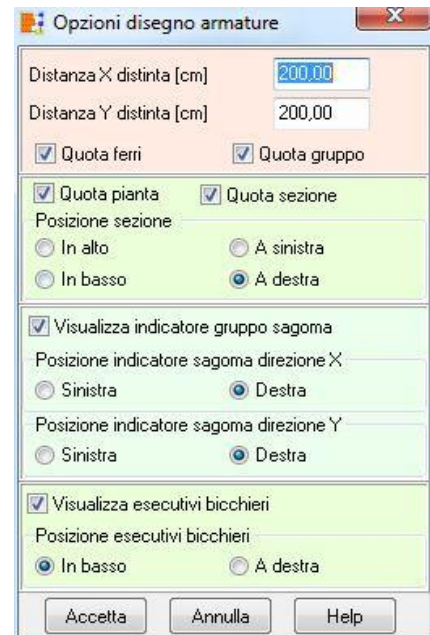 Opzioni disegno armature
Distanza X distinta [cm] 200,00
Distanza Y distinta [cm] 200,00
Quota ferri Quota gruppo
Quota pianta Quota sezione
Posizione sezione
In alto A sinistra
In basso A destra
Visualizza indicatore gruppo sagoma
Posizione indicatore sagoma direzione X
Sinistra Destra
Posizione indicatore sagoma direzione Y
Sinistra Destra
Visualizza esecutivi bicchieri
Posizione esecutivi bicchieri
In basso A destra
Accetta Annulla Help